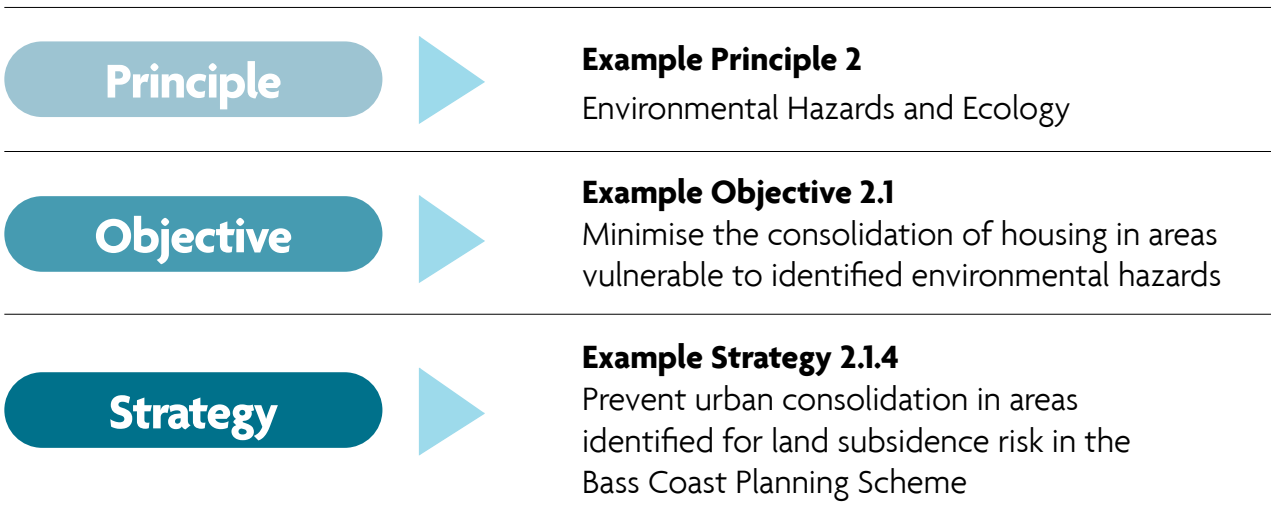 Principle
Example Principle 2
Environmental Hazards and Ecology
Objective
Example Objective 2.1
Minimise the consolidation of housing in areas
vulnerable to identified environmental hazards
Strategy
Example Strategy 2.1.4
Prevent urban consolidation in areas
identified for land subsidence risk in the
Bass Coast Planning Scheme